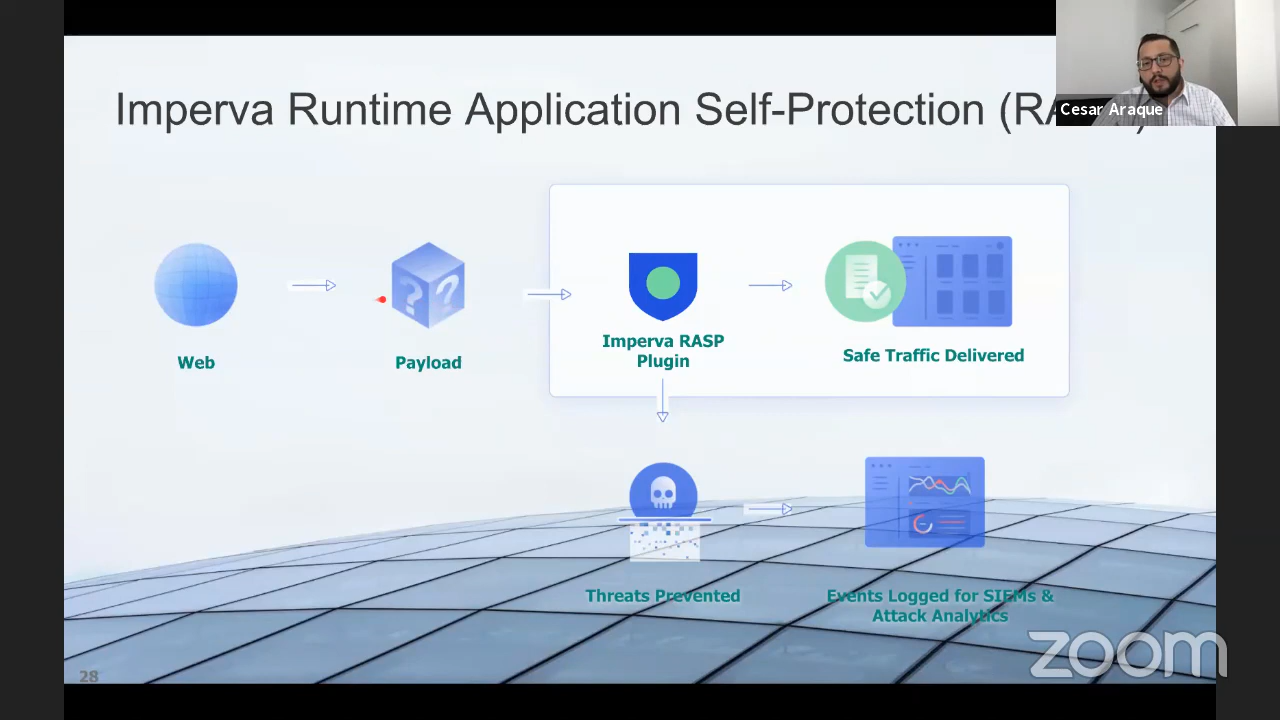 Imperva Runtime Application Self-Protection
Cesar Araque
Web
Payload
Imperva RASP
Plugin
Safe Traffic Delivered
Threats Prevented
Events Logged for SIEMs &
Attack Analytics
zoom
28